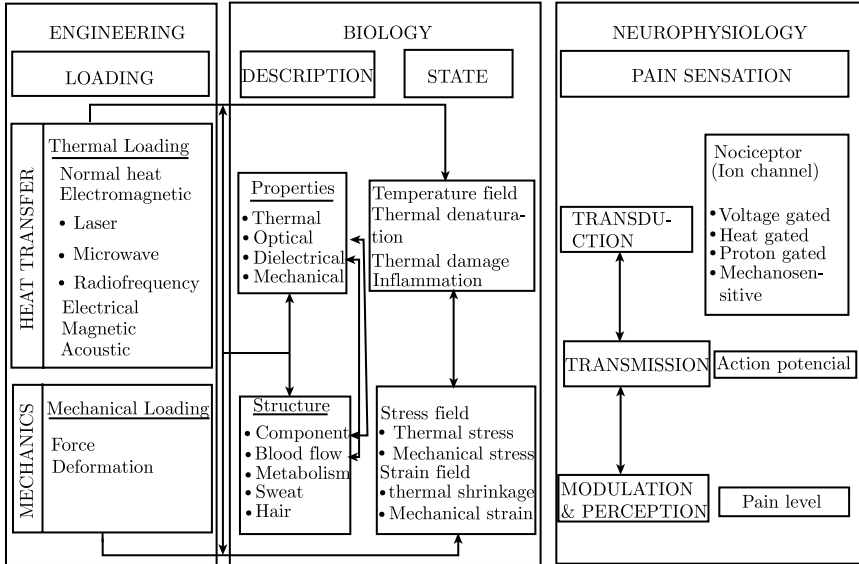 ENGINEERING
LOADING
HEAT TRANSFER
Thermal Loading
Normal heat
Electromagnetic
• Laser
• Microwave
• Radiofrequency
Electrical
Magnetic
Acoustic
MECHANICS
Mechanical Loading
Force
Deformation
BIOLOGY
DESCRIPTION
STATE
Properties
• Thermal
• Optical
• Dielectrical
• Mechanical
Structure
• Component
• Blood flow
• Metabolism
• Sweat
• Hair
Temperature field
Thermal denatura-
tion
Thermal damage
Inflammation
Stress field
• Thermal stress
• Mechanical stress
Strain field
• thermal shrinkage
• Mechanical strain
NEUROPHYSIOLOGY
PAIN SENSATION
TRANSDU-
CTION
Nociceptor
(Ion channel)
• Voltage gated
• Heat gated
• Proton gated
• Mechanosen-
sitive
TRANSMISSION
Action potencial
MODULATION
& PERCEPTION
Pain level